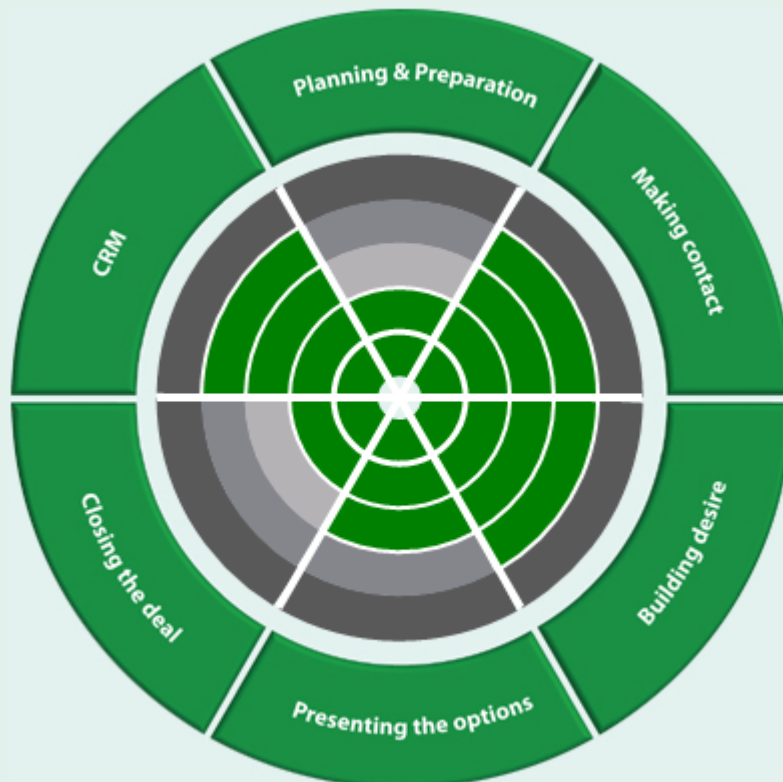 Planning & Preparation
Making contact
Building desire
Presenting the options
Closing the deal
CRM